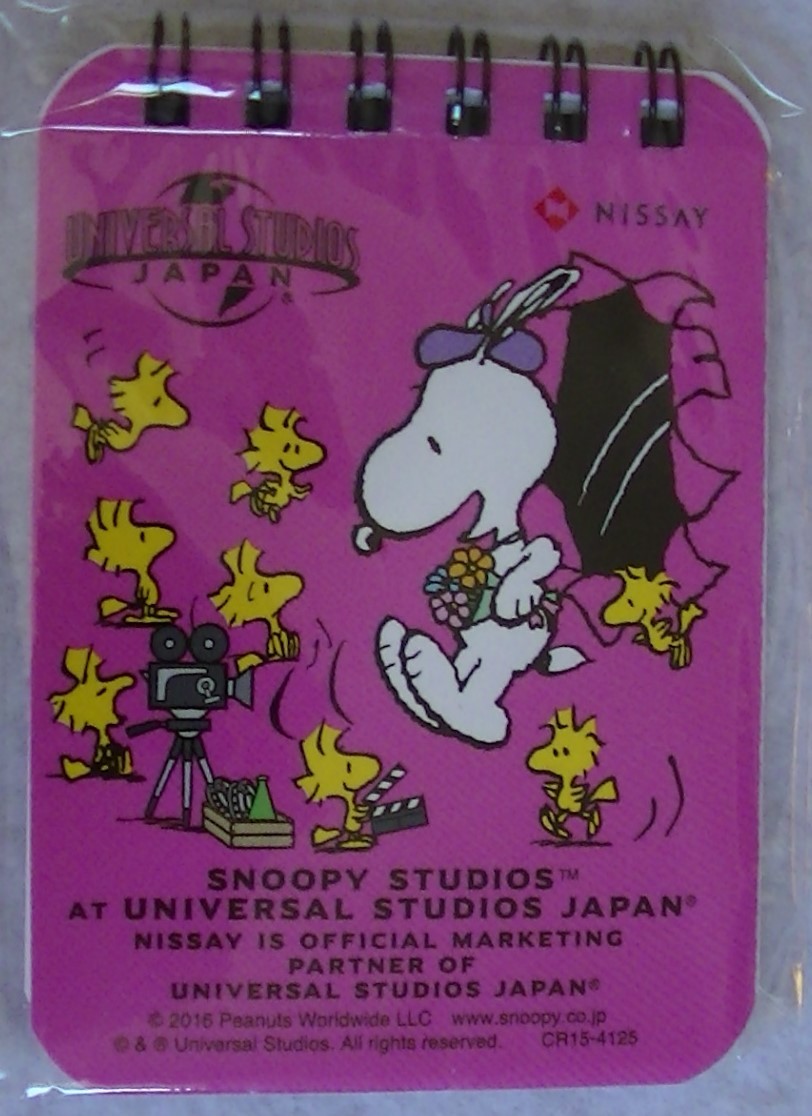 UNIVERSAL STUDIOS
JAPAN®
NISSAY
SNOOPY STUDIOS™
AT UNIVERSAL STUDIOS JAPAN®
NISSAY IS OFFICIAL MARKETING
PARTNER OF
UNIVERSAL STUDIOS JAPAN®
© 2016 Peanuts Worldwide LLC www.snoopy.co.jp
© & ® Universal Studios. All rights reserved. CR15-4125